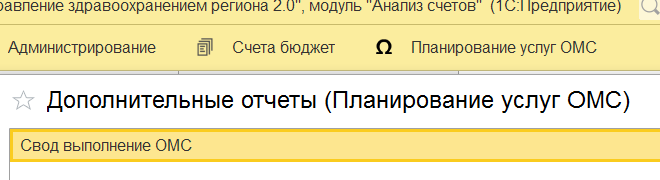 равление здравоохранением региона 2.0", модуль "Анализ счетов" (1С:Предприятие)
Администрирование Счета бюджет Планирование услуг ОМС
Дополнительные отчеты (Планирование услуг ОМС)
Свод выполнение ОМС